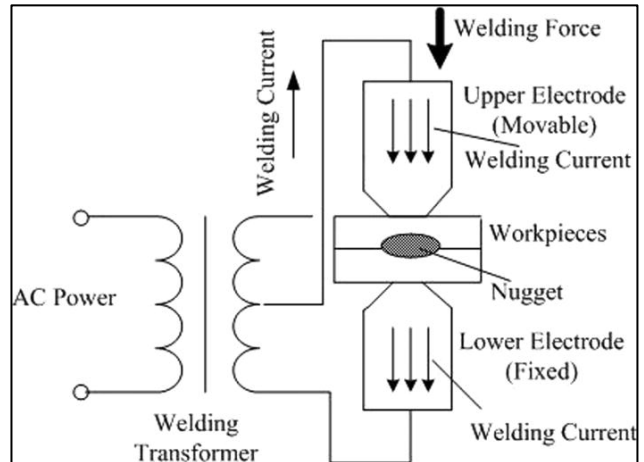 Welding Force
Welding Current
Upper Electrode
(Movable)
Welding Current
Workpieces
Nugget
AC Power
Lower Electrode
(Fixed)
Welding Current
Welding
Transformer